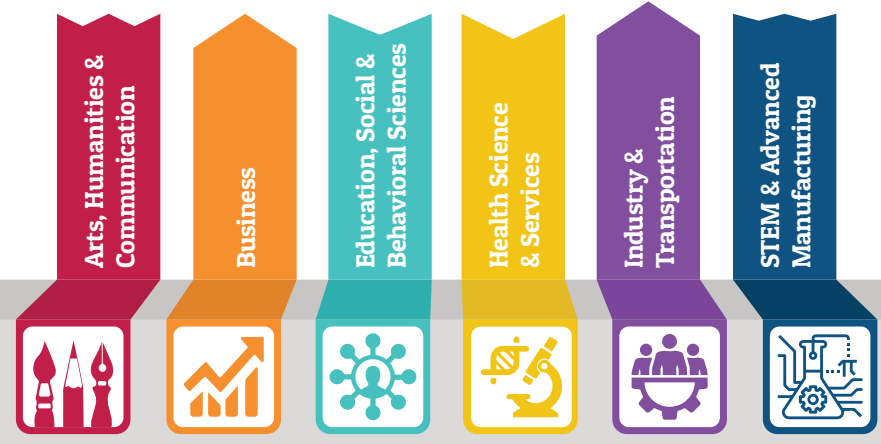 Arts, Humanities &
Communication
Business
Education, Social &
Behavioral Sciences
Health Science
& Services
Industry &
Transportation
STEM & Advanced
Manufacturing
π